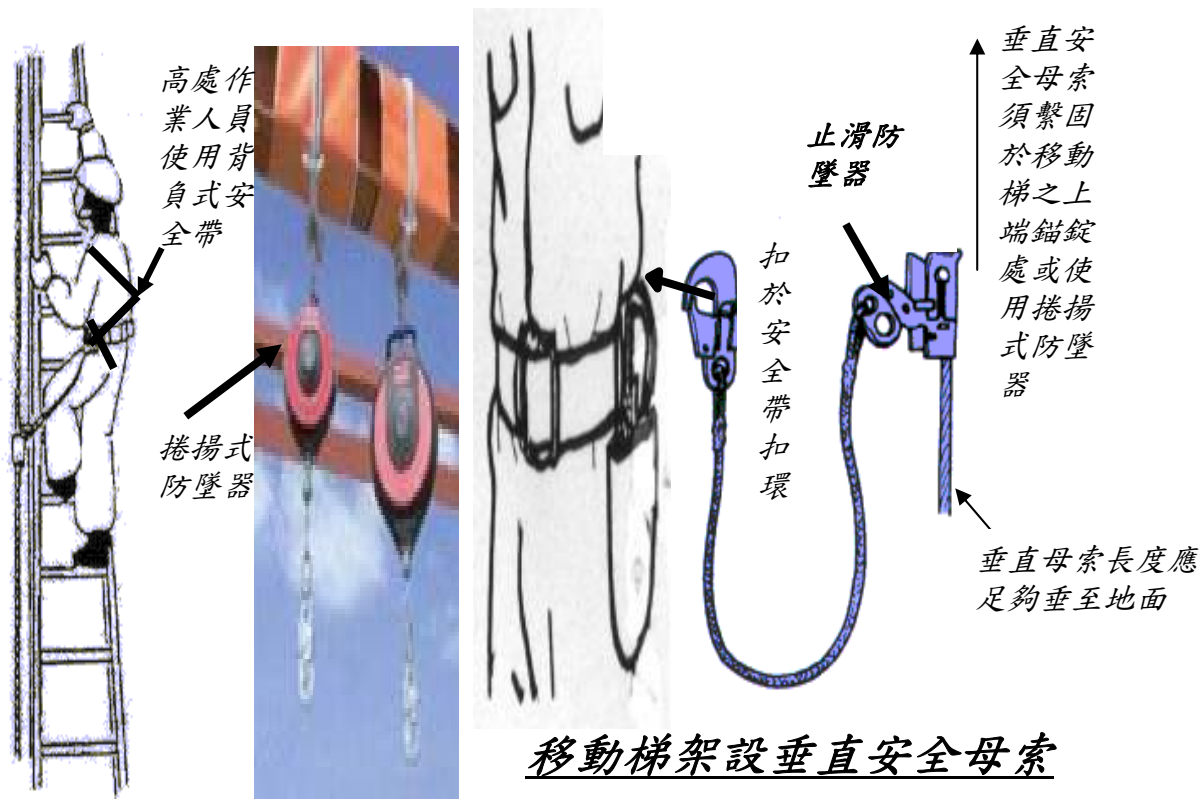 高處作
業人員
使用背
負式安
全帶
捲揚式
防墜器
扣
於
安
全
帶
扣
環
止滑防
墜器
垂直安
全母索
須繫固
於移動
梯之上
端錨錠
處或使
用捲揚
式防墜
器
垂直母索長度應
足夠垂至地面
移動梯架設垂直安全母索